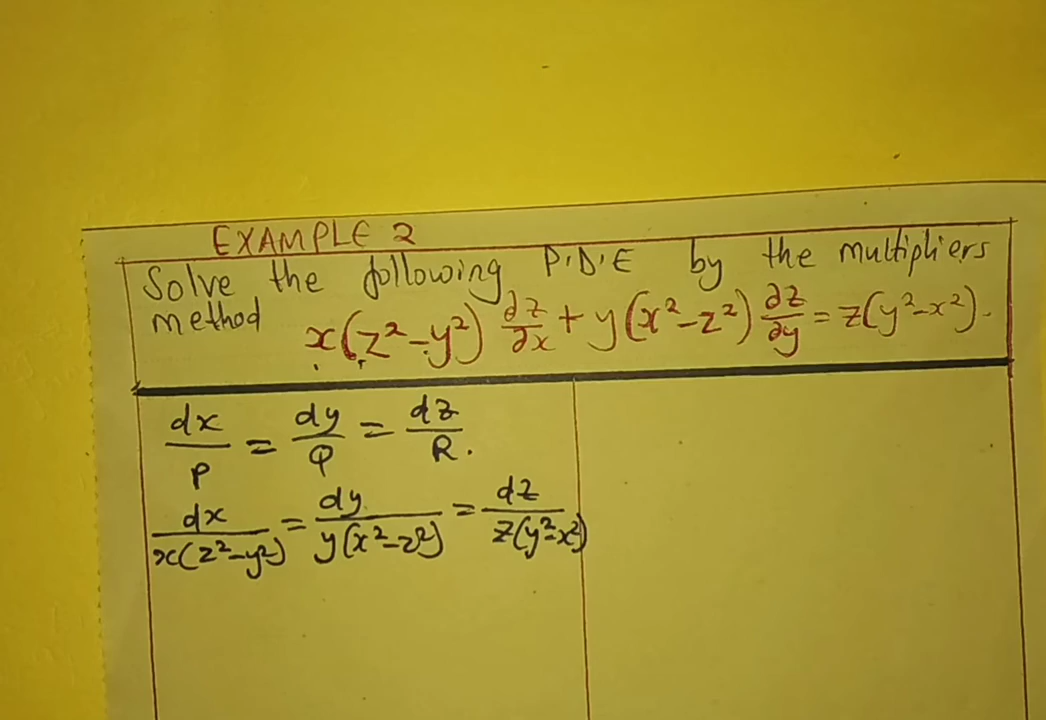 EXAMPLE 2
Solve the following P.D.E by the multipliers
method x(z²-y²) ∂z/∂x + y(x²-z²) ∂z/∂y = z(y²-x²).
dx/P = dy/Q = dz/R.
dx/x(z²-y²) = dy/y(x²-z²) = dz/z(y²-x²)